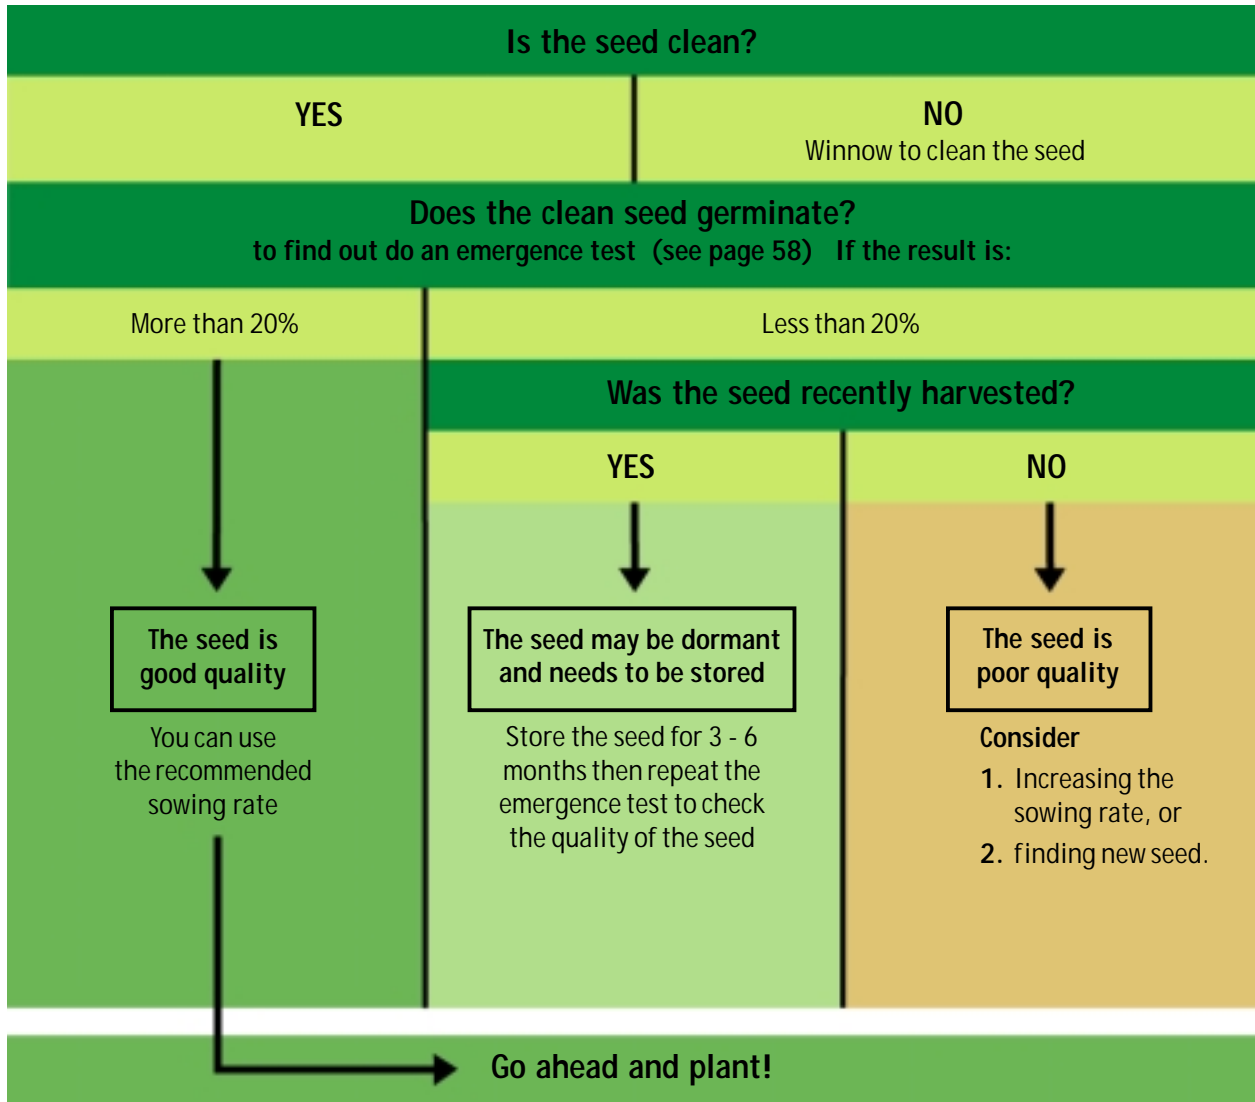 Is the seed clean?
YES
NO
Winnow to clean the seed
Does the clean seed germinate?
to find out do an emergence test (see page 58) If the result is:
More than 20%
Less than 20%
Was the seed recently harvested?
YES
NO
The seed is
good quality
You can use
the recommended
sowing rate
The seed may be dormant
and needs to be stored
Store the seed for 3 - 6
months then repeat the
emergence test to check
the quality of the seed
The seed is
poor quality
Consider
1. Increasing the
sowing rate, or
2. finding new seed.
Go ahead and plant!